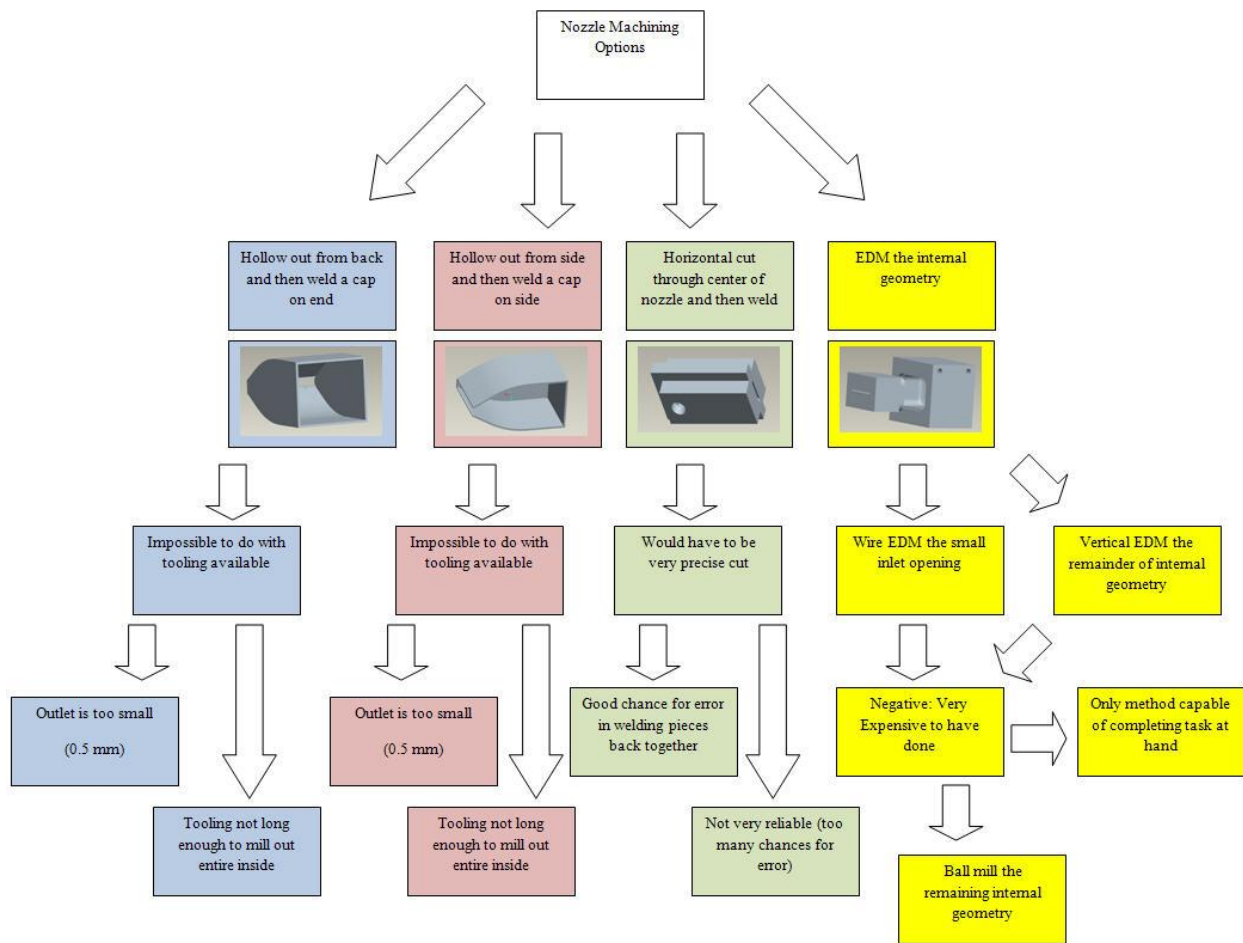 Nozzle Machining
Options
Hollow out from back
and then weld a cap
on end
Hollow out from side
and then weld a cap
on side
Horizontal cut
through center of
nozzle and then weld
EDM the internal
geometry
Impossible to do with
tooling available
Impossible to do with
tooling available
Would have to be
very precise cut
Wire EDM the small
inlet opening
Vertical EDM the
remainder of internal
geometry
Outlet is too small
(0.5 mm)
Outlet is too small
(0.5 mm)
Good chance for error
in welding pieces
back together
Negative: Very
Expensive to have
done
Only method capable
of completing task at
hand
Tooling not long
enough to mill out
entire inside
Tooling not long
enough to mill out
entire inside
Not very reliable (too
many chances for
error)
Ball mill the
remaining internal
geometry